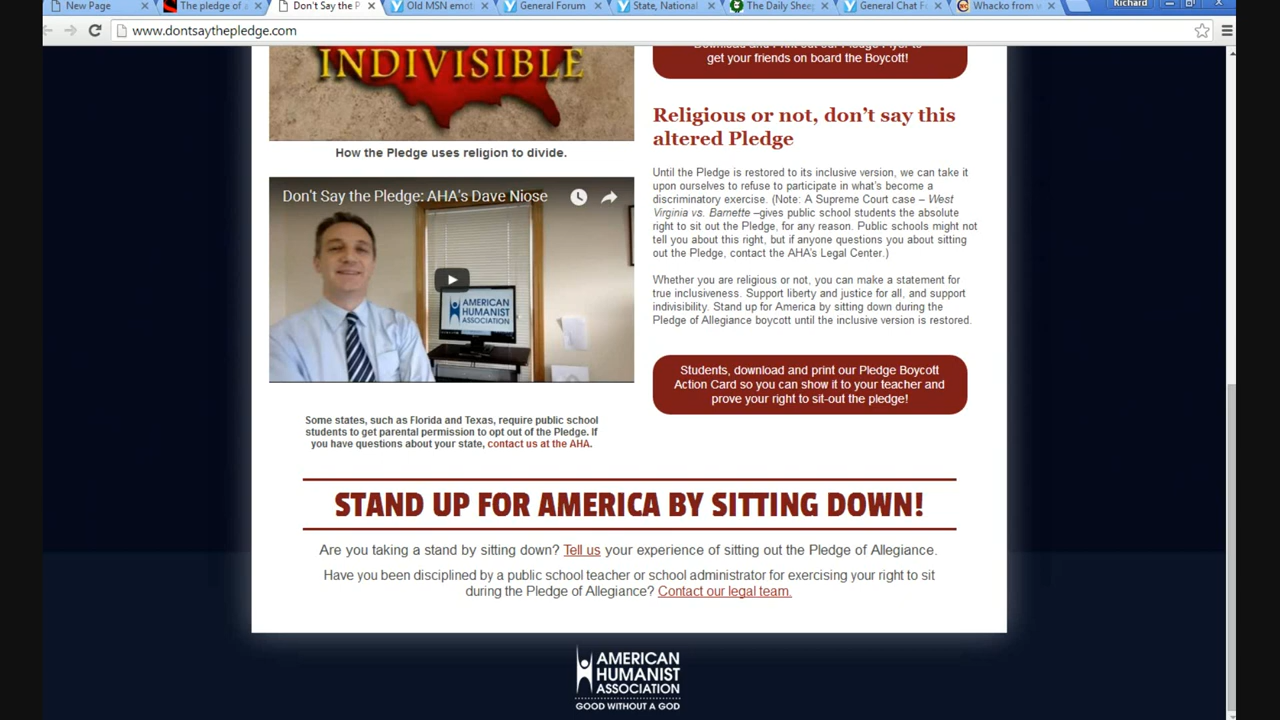 New Page
The pledge of a
Don't Say the P
Old MSN emot
General Forum
State, National
The Daily Shee
General Chat Fo
Whacko from v
Richard
www.dontsaythepledge.com
INDIVISIBLE
How the Pledge uses religion to divide.
Don't Say the Pledge: AHA's Dave Niose
AMERICAN
HUMANIST
ASSOCIATION
Some states, such as Florida and Texas, require public school
students to get parental permission to opt out of the Pledge. If
you have questions about your state, contact us at the AHA.
Download and Print out our Pledge Flyer to
get your friends on board the Boycott!
Religious or not, don't say this
altered Pledge
Until the Pledge is restored to its inclusive version, we can take it
upon ourselves to refuse to participate in what's become a
discriminatory exercise. (Note: A Supreme Court case – West
Virginia vs. Barnette –gives public school students the absolute
right to sit out the Pledge, for any reason. Public schools might not
tell you about this right, but if anyone questions you about sitting
out the Pledge, contact the AHA's Legal Center.)
Whether you are religious or not, you can make a statement for
true inclusiveness. Support liberty and justice for all, and support
indivisibility. Stand up for America by sitting down during the
Pledge of Allegiance boycott until the inclusive version is restored.
Students, download and print our Pledge Boycott
Action Card so you can show it to your teacher and
prove your right to sit-out the pledge!
STAND UP FOR AMERICA BY SITTING DOWN!
Are you taking a stand by sitting down? Tell us your experience of sitting out the Pledge of Allegiance.
Have you been disciplined by a public school teacher or school administrator for exercising your right to sit
during the Pledge of Allegiance? Contact our legal team.
AMERICAN
HUMANIST
ASSOCIATION
GOOD WITHOUT A GOD